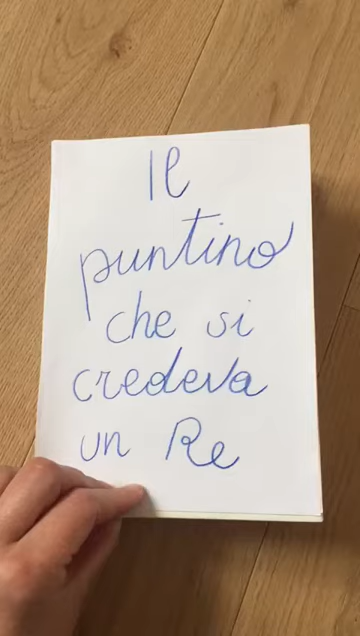 Il
puntino
che si
credeva
un Re